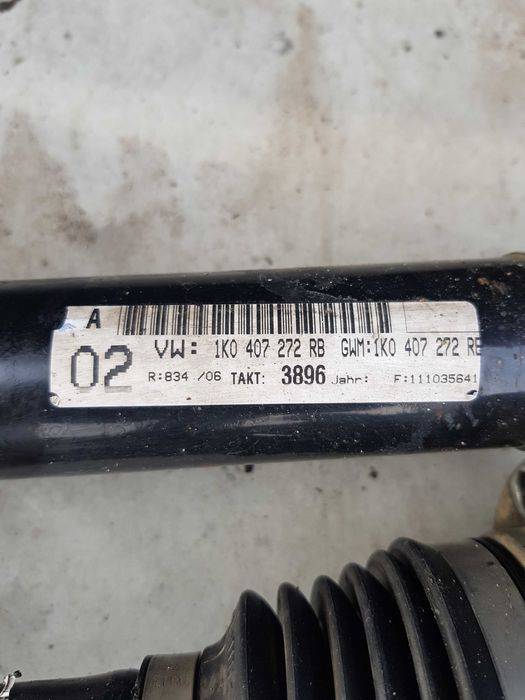 A
02 VW: 1K0 407 272 RB GWM:1K0 407 272 RB
R:834 /06 TAKT: 3896 Jahr: F:111035641